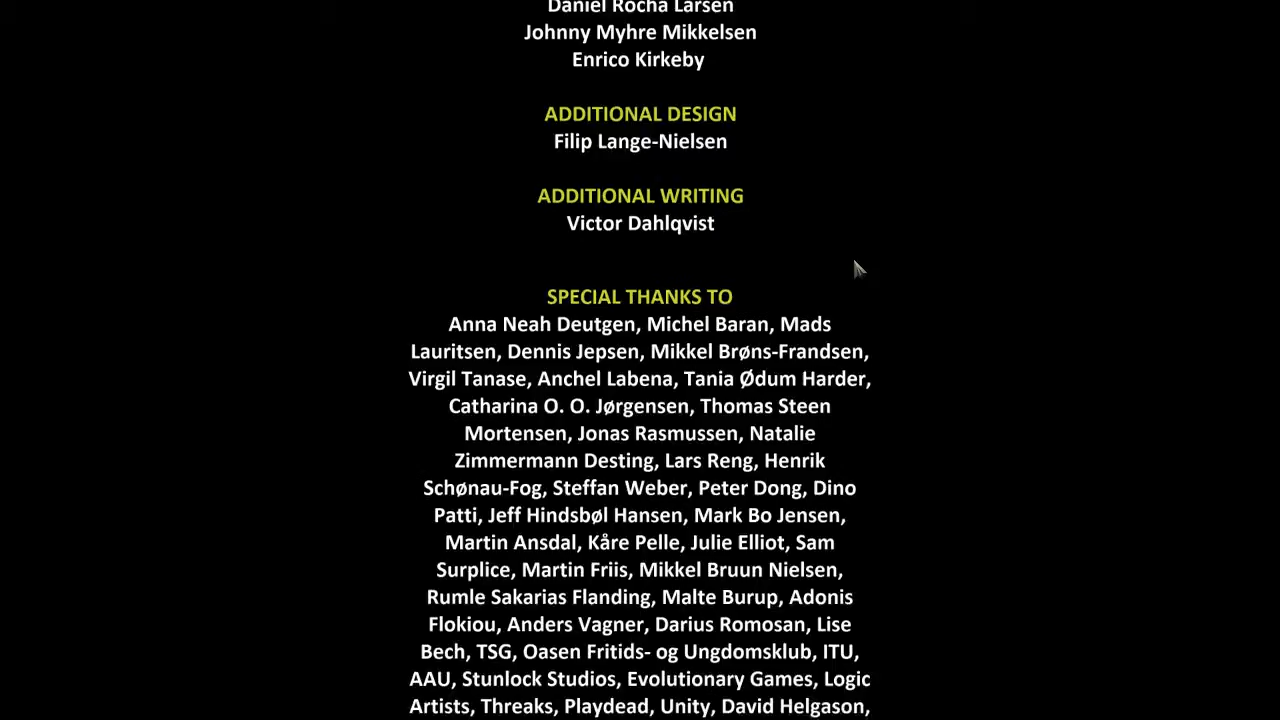 Daniel Rocha Larsen
Johnny Myhre Mikkelsen
Enrico Kirkeby
ADDITIONAL DESIGN
Filip Lange-Nielsen
ADDITIONAL WRITING
Victor Dahlqvist
SPECIAL THANKS TO
Anna Neah Deutgen, Michel Baran, Mads
Lauritsen, Dennis Jepsen, Mikkel Brøns-Frandsen,
Virgil Tanase, Anchel Labena, Tania Ødum Harder,
Catharina O. O. Jørgensen, Thomas Steen
Mortensen, Jonas Rasmussen, Natalie
Zimmermann Desting, Lars Reng, Henrik
Schønau-Fog, Steffan Weber, Peter Dong, Dino
Patti, Jeff Hindsbøl Hansen, Mark Bo Jensen,
Martin Ansdal, Kåre Pelle, Julie Elliot, Sam
Surplice, Martin Friis, Mikkel Bruun Nielsen,
Rumle Sakarias Flanding, Malte Burup, Adonis
Flokiou, Anders Vagner, Darius Romosan, Lise
Bech, TSG, Oasen Fritids- og Ungdomsklub, ITU,
AAU, Stunlock Studios, Evolutionary Games, Logic
Artists, Threaks, Playdead, Unity, David Helgason,